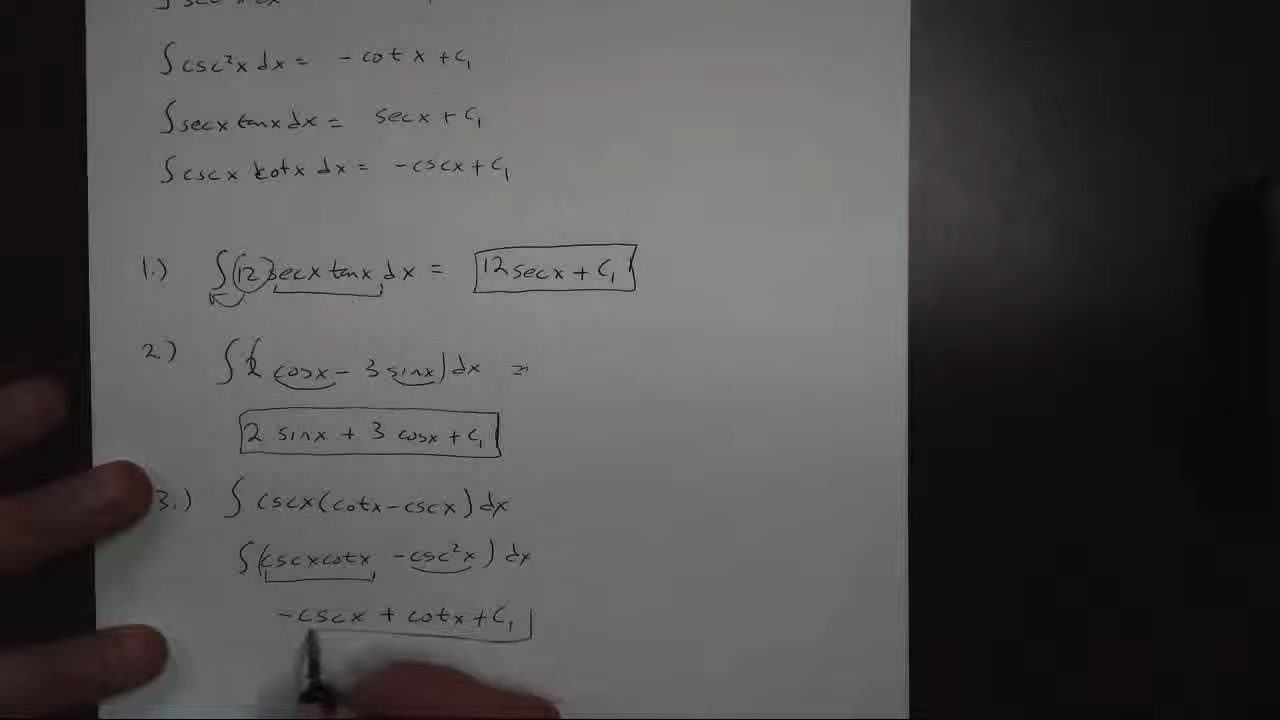 ∫csc²x dx = -cot x + C₁
∫secx tanx dx = secx + C₁
∫cscx cotx dx = -cscx + C₁
1.) ∫(12)secx tanx dx = 12secx + C₁
2.) ∫(2 cosx - 3 sinx)dx =
2 sinx + 3 cosx + C₁
3.) ∫ cscx(cotx - cscx)dx
∫(cscxcotx - csc²x)dx
-cscx + cotx + C₁